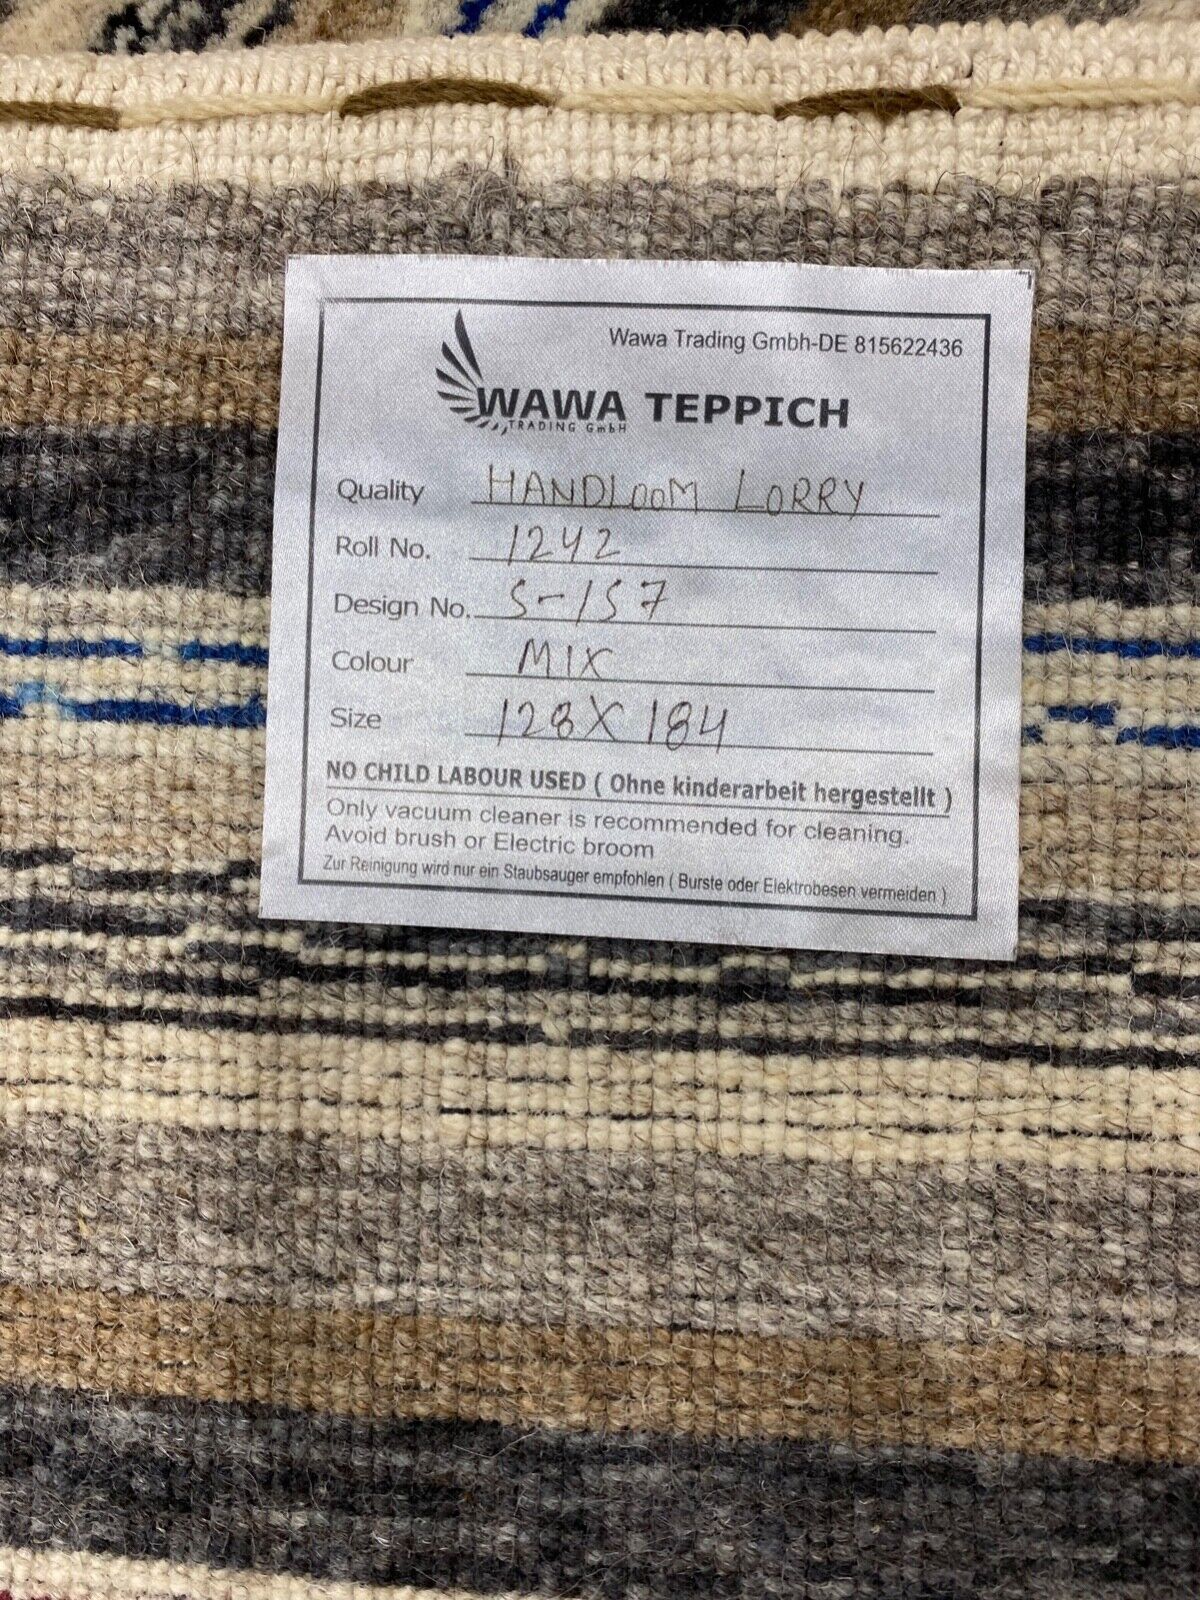 Wawa Trading Gmbh-DE 815622436
WAWA TEPPICH
TRADING GmbH
Quality HANDLOOM LORRY
Roll No. 1242
Design No. S-157
Colour MIX
Size 128X184
NO CHILD LABOUR USED ( Ohne kinderarbeit hergestellt )
Only vacuum cleaner is recommended for cleaning.
Avoid brush or Electric broom
Zur Reinigung wird nur ein Staubsauger empfohlen ( Burste oder Elektrobesen vermeiden )